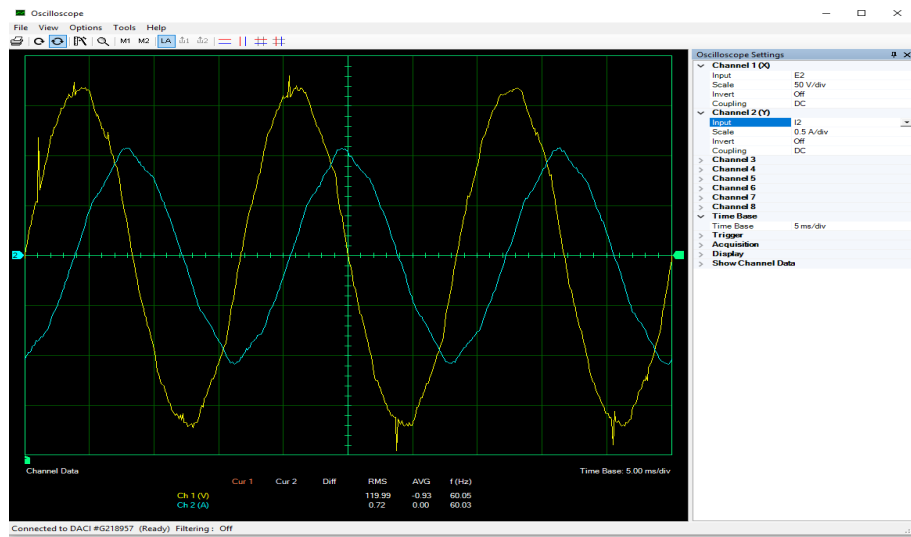 Oscilloscope
File View Options Tools Help
M1 M2 LA
Oscilloscope Settings
Channel 1 (X)
Input E2
Scale 50 V/div
Invert Off
Coupling DC
Channel 2 (Y)
Input I2
Scale 0.5 A/div
Invert Off
Coupling DC
Channel 3
Channel 4
Channel 5
Channel 6
Channel 7
Channel 8
Time Base
Time Base 5 ms/div
Trigger
Acquisition
Display
Show Channel Data
2
Channel Data Time Base: 5.00 ms/div
Cur 1 Cur 2 Diff RMS AVG f (Hz)
Ch 1 (V) 119.99 -0.93 60.05
Ch 2 (A) 0.72 0.00 60.03
Connected to DACI #G218957 (Ready) Filtering : Off